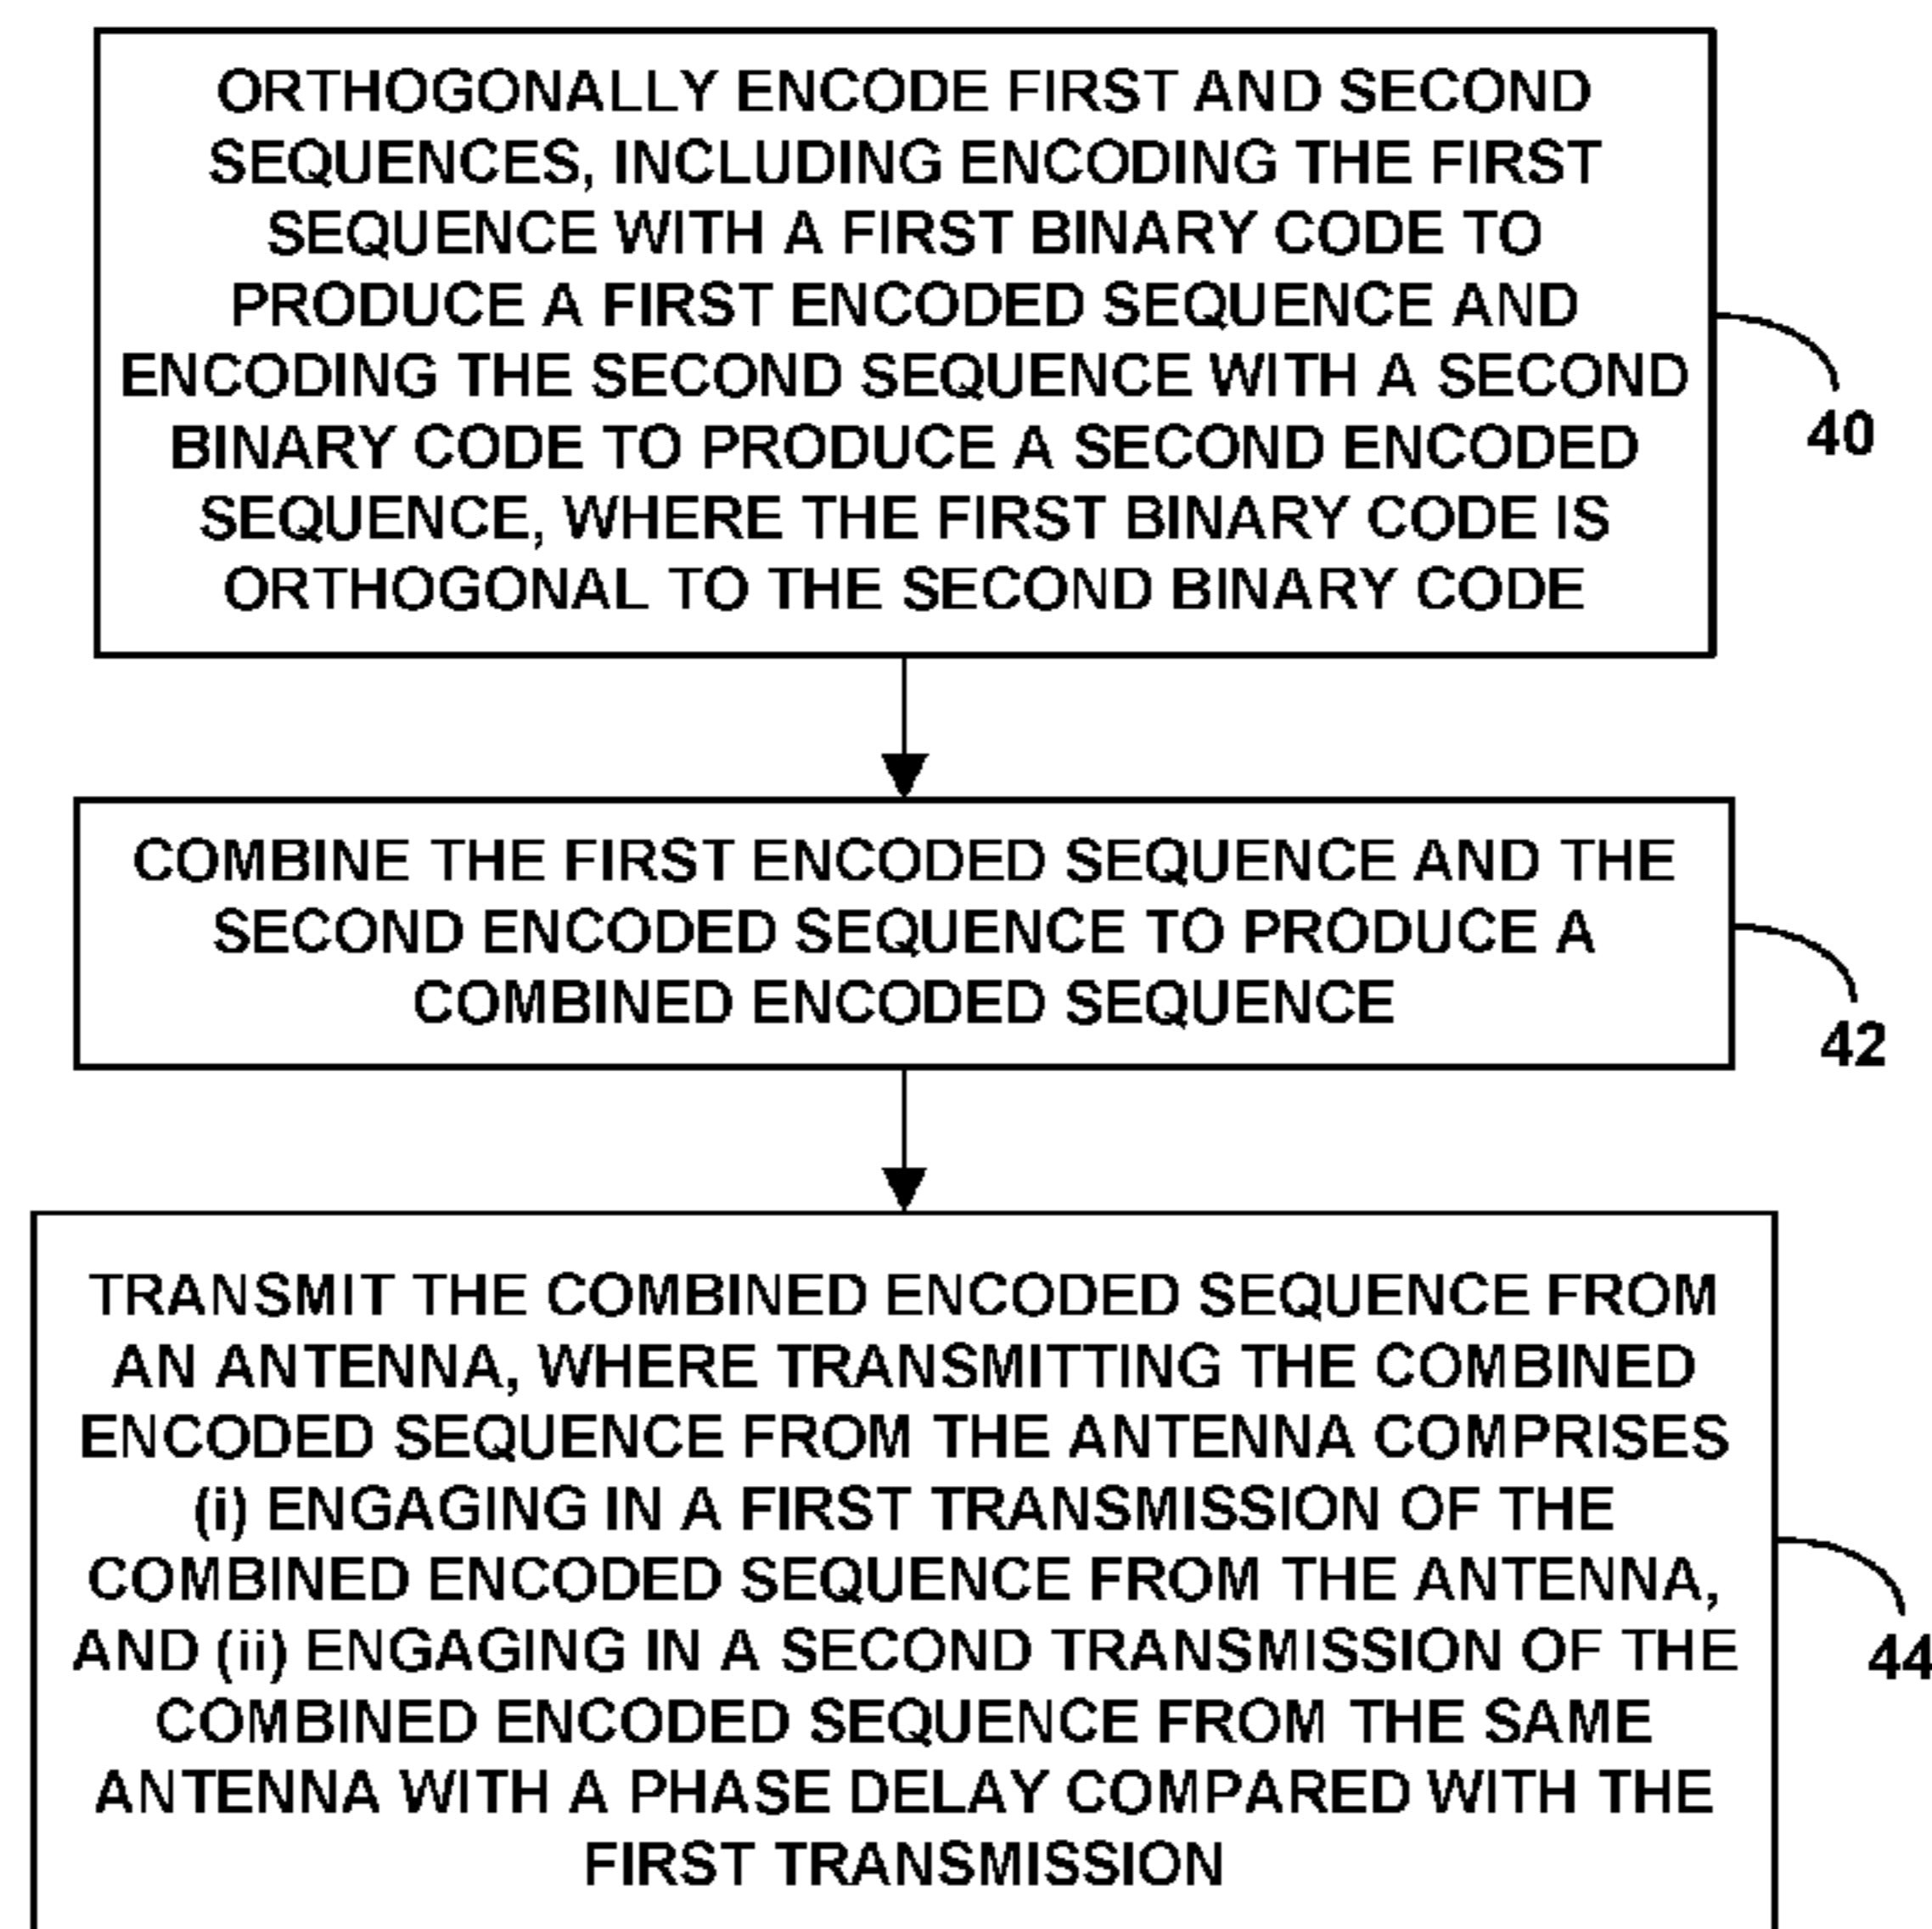 ORTHOGONALLY ENCODE FIRST AND SECOND
SEQUENCES, INCLUDING ENCODING THE FIRST
SEQUENCE WITH A FIRST BINARY CODE TO
PRODUCE A FIRST ENCODED SEQUENCE AND
ENCODING THE SECOND SEQUENCE WITH A SECOND
BINARY CODE TO PRODUCE A SECOND ENCODED
SEQUENCE, WHERE THE FIRST BINARY CODE IS
ORTHOGONAL TO THE SECOND BINARY CODE
40
COMBINE THE FIRST ENCODED SEQUENCE AND THE
SECOND ENCODED SEQUENCE TO PRODUCE A
COMBINED ENCODED SEQUENCE
42
TRANSMIT THE COMBINED ENCODED SEQUENCE FROM
AN ANTENNA, WHERE TRANSMITTING THE COMBINED
ENCODED SEQUENCE FROM THE ANTENNA COMPRISES
(i) ENGAGING IN A FIRST TRANSMISSION OF THE
COMBINED ENCODED SEQUENCE FROM THE ANTENNA,
AND (ii) ENGAGING IN A SECOND TRANSMISSION OF THE
COMBINED ENCODED SEQUENCE FROM THE SAME
ANTENNA WITH A PHASE DELAY COMPARED WITH THE
FIRST TRANSMISSION
44